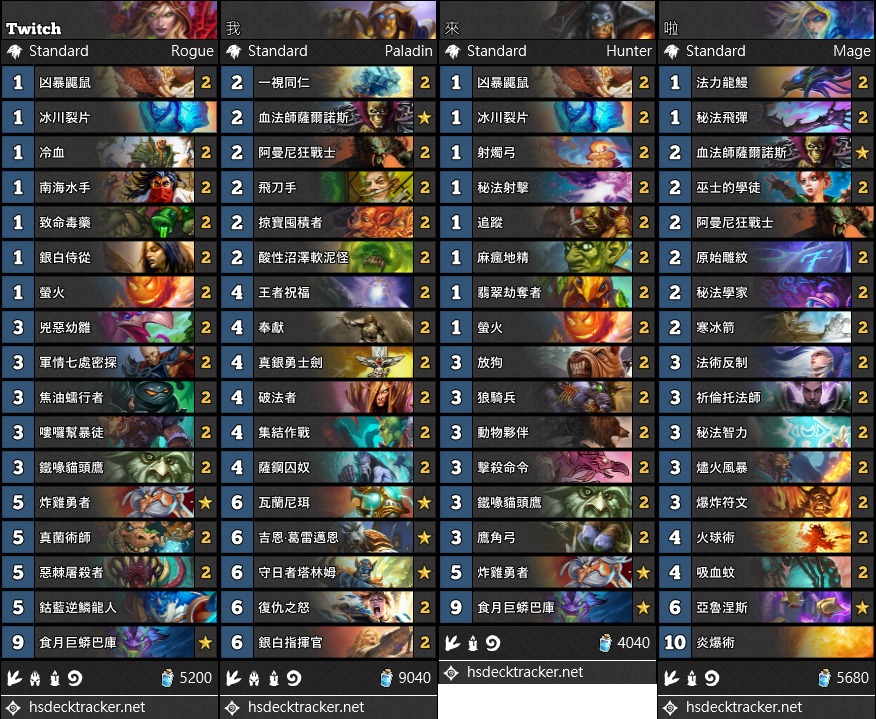 Twitch
Standard Rogue
1 凶暴鼴鼠 2
1 冰川裂片
1 冷血 2
1 南海水手 2
1 致命毒藥 2
1 銀白侍從 2
1 螢火 2
3 兇惡幼雛 2
3 軍情七處密探 2
3 焦油蠕行者 2
3 嘍囉幫暴徒 2
3 鐵喙貓頭鷹 2
5 炸雞勇者 ★
5 真菌術師 2
5 惡棘屠殺者 2
5 鈷藍逆鱗龍人
9 食月巨蟒巴庫 ★
5200
hsdecktracker.net
我
Standard Paladin
2 一視同仁 2
2 血法師薩爾諾斯 ★
2 阿曼尼狂戰士 2
2 飛刀手 2
2 掠寶囤積者 2
2 酸性沼澤軟泥怪 2
4 王者祝福 2
4 奉獻 2
4 真銀勇士劍 2
4 破法者 2
4 集結作戰 2
4 薩鋼囚奴 2
6 瓦蘭尼珥 ★
6 吉恩·葛雷邁恩 ★
6 守日者塔林姆 ★
6 復仇之怒 2
6 銀白指揮官 2
9040
hsdecktracker.net
來
Standard Hunter
1 凶暴鼴鼠 2
1 冰川裂片 2
1 射燭弓 2
1 秘法射擊 2
1 追蹤 2
1 麻瘋地精 2
1 翡翠劫奪者 2
1 螢火 2
3 放狗 2
3 狼騎兵 2
3 動物夥伴 2
3 擊殺命令 2
3 鐵喙貓頭鷹 2
3 鷹角弓 2
5 炸雞勇者 ★
9 食月巨蟒巴庫 ★
4040
hsdecktracker.net
啦
Standard Mage
1 法力龍鰻 2
1 秘法飛彈 2
2 血法師薩爾諾斯 ★
2 巫士的學徒 2
2 阿曼尼狂戰士
2 原始雕紋 2
2 秘法學家 2
2 寒冰箭 2
3 法術反制 2
3 祈倫托法師 2
3 秘法智力 2
3 爐火風暴 2
3 爆炸符文 2
4 火球術 2
4 吸血蚊 2
6 亞魯涅斯 ★
10 炎爆術
5680
hsdecktracker.net